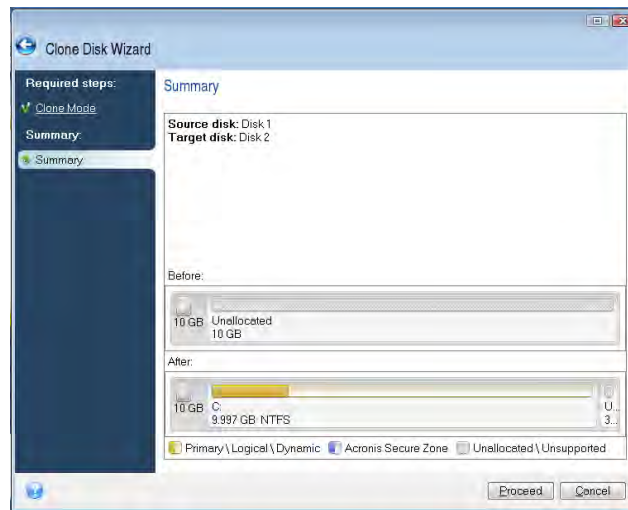 Clone Disk Wizard
Required steps:
Clone Mode
Summary:
Summary
Summary
Source disk: Disk 1
Target disk: Disk 2
Before:
10 GB
Unallocated
10 GB
After:
10 GB
C:
9.997 GB NTFS
U...
3...
Primary \ Logical \ Dynamic
Acronis Secure Zone
Unallocated \ Unsupported
Proceed
Cancel